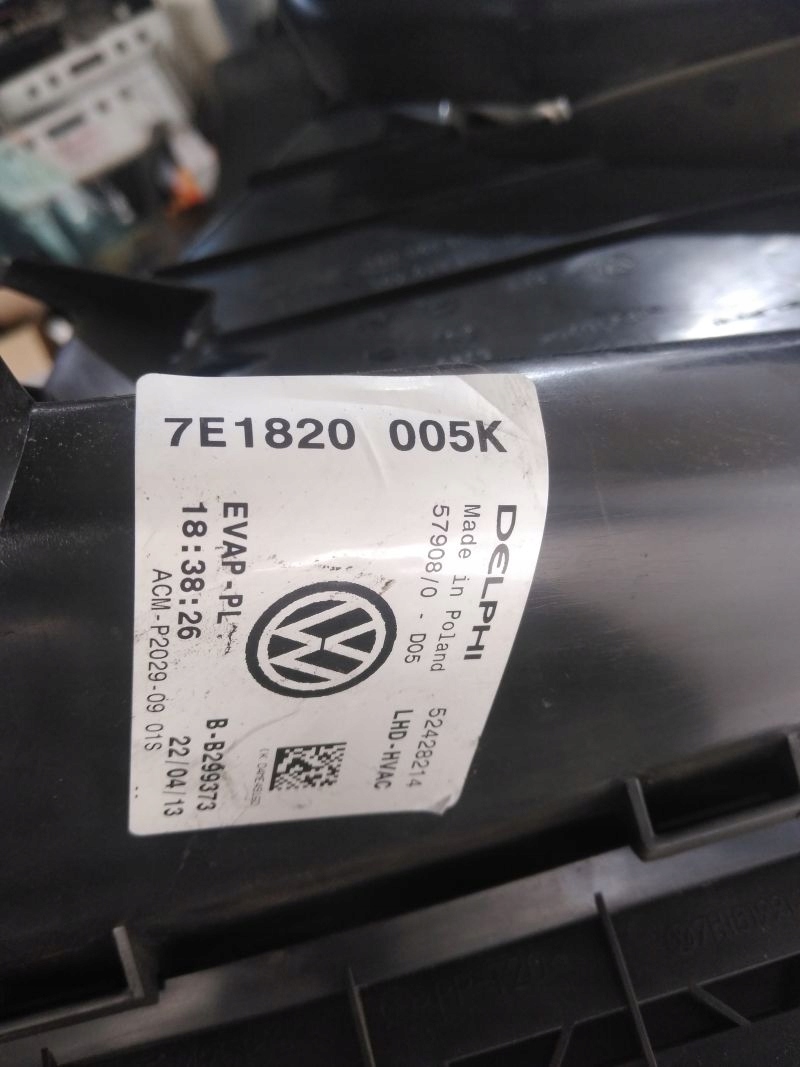 7E1820 005K
DELPHI
Made in Poland
57908/0 - D05
52428214
LHD-HVAC
EVAP-PL
18:38:26
ACM-P2029-09 01S
B-B299373
22/04/13